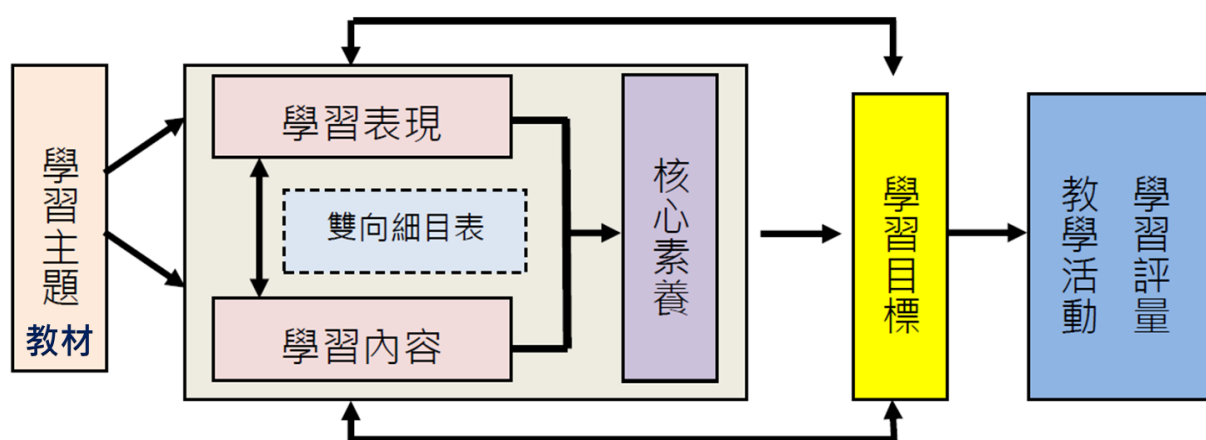 學習主題
教材
學習表現
雙向細目表
學習內容
核心素養
學習目標
學習評量
教學活動